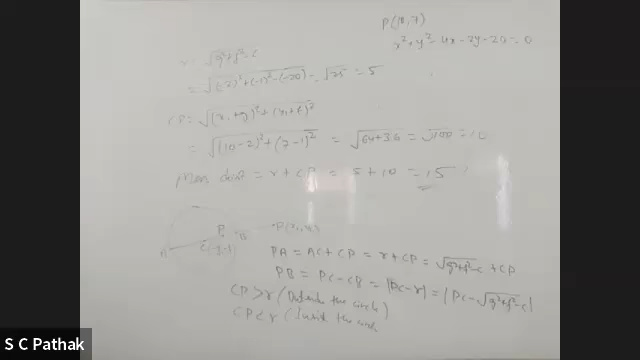 P(10,7)
x²+y²-4x-2y-20=0
r = √g²+f²-c
= √(-2)²+(-1)²-(-20) = √25 = 5
CP = √(x₁+g)²+(y₁+f)²
= √(10-2)²+(7-1)² = √64+36 = √100 = 10
Max dist = r + CP = 5+10 = 15
P B P(x₁,y₁)
A C(-g,-f)
PA = AC+CP = r+CP = √g²+f²-c +CP
PB = PC-CB = |PC-r| = |PC-√g²+f²-c|
CP>r (Outside the circle)
CP<r (Inside the circle
S C Pathak